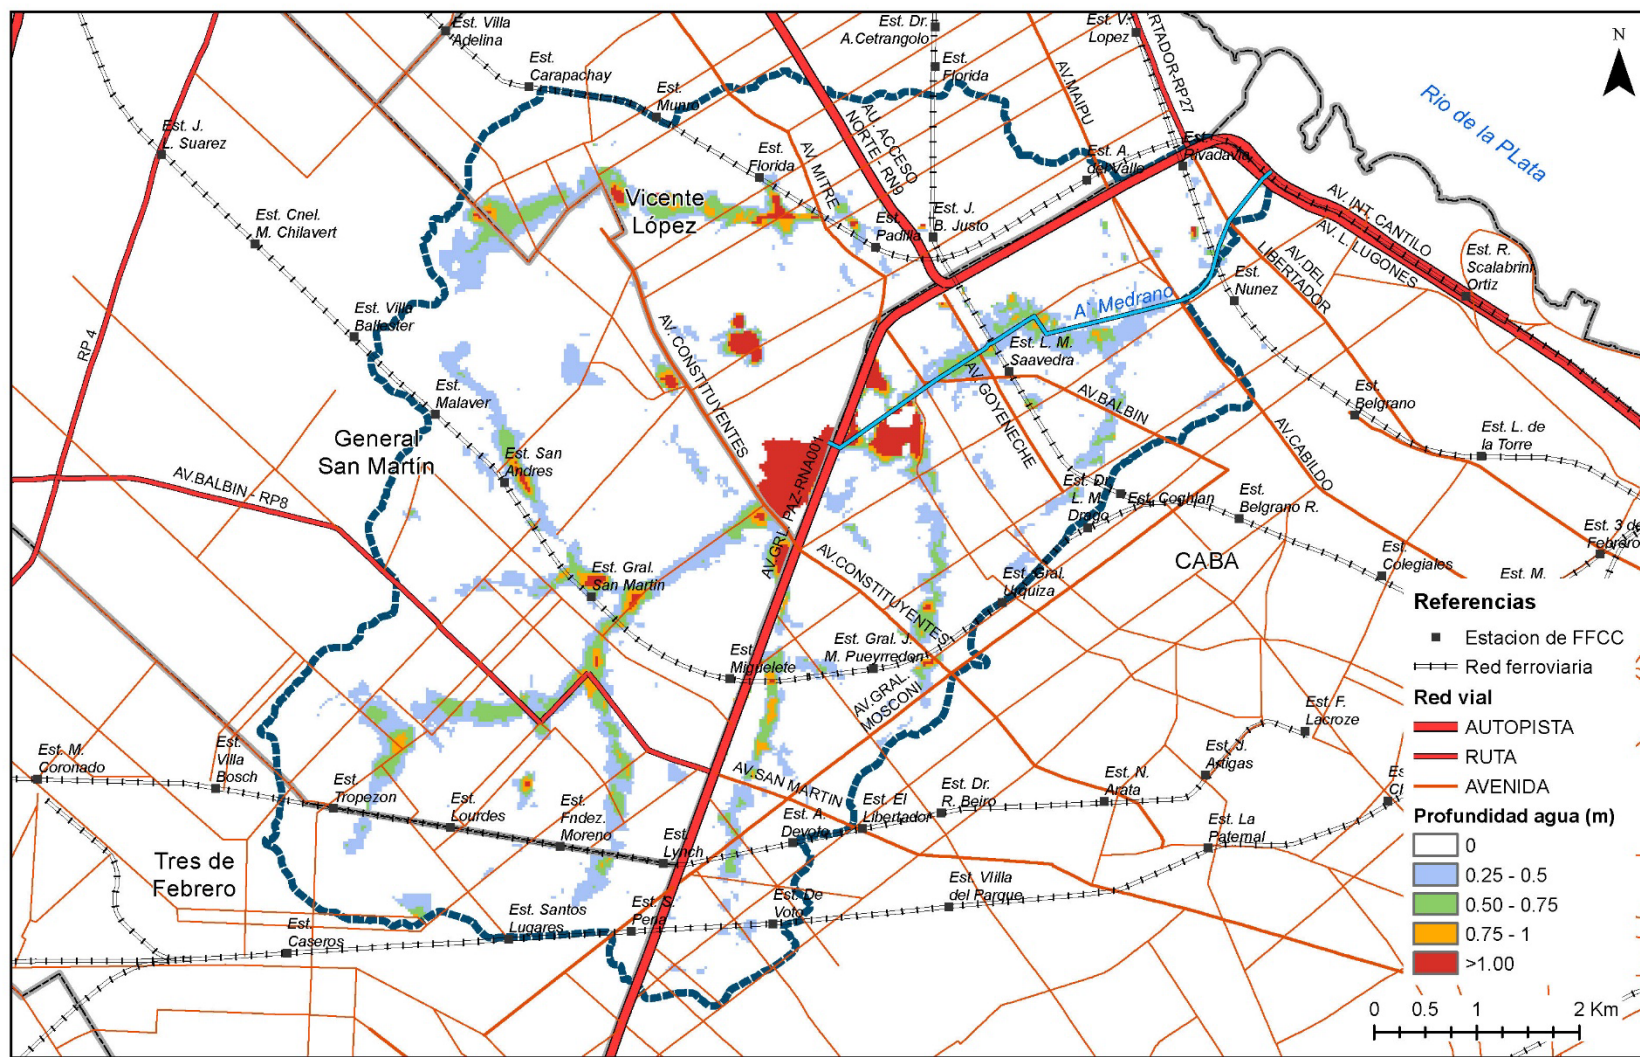 Est. Villa
Adelina
Est. Dr.
A.Cetrangolo
Est. V.
Lopez
N
Est.
Carapachay
Est.
Florida
AV.MAIPU
RTADOR-RP27
Rio de la PLata
Est.
Munro
AU. ACCESO
NORTE - RN9
Est. J.
L. Suarez
Est.
Florida
AV. MITRE
Est. A.
del Valle
Est.
Rivadavia
AV. INT. CANTILO
AV. L. LUGONES
Vicente
López
Est. Cnel.
M. Chilavert
Est.
Padilla
Est. J.
B. Justo
AV.DEL
LIBERTADOR
Est. R.
Scalabrini
Ortiz
Est.
Nunez
A° Medrano
Est. Villa
Ballester
RP 4
AV. CONSTITUYENTES
Est. L. M.
Saavedra
AV.GOYENECHE
AV.BALBIN
Est.
Malaver
Est.
Belgrano
General
San Martín
Est. San
Andres
AV.CABILDO
Est. L. de
la Torre
AV.BALBIN - RP8
AV.GRL. PAZ-RNA001
Est. Dr.
L. M.
Drago
Est. Coghlan
Est.
Belgrano R.
Est. 3 de
Febrero
AV.CONSTITUYENTES
CABA
Est.
Colegiales
Est. M.
Est. Gral.
San Martin
Est. Gral.
Urquiza
Est.
Miguelete
Est. Gral. J.
M. Pueyrredon
AV.GRAL.
MOSCONI
Est. F.
Lacroze
Est. M.
Coronado
Est.
Villa
Bosch
Est.
Tropezon
Est.
Lourdes
Est.
Fndez.
Moreno
Est.
Lynch
AV.SAN MARTIN
Est. A.
Devoto
Est. El
Libertador
Est. Dr.
R. Beiro
Est. N.
Arata
Est. J.
Artigas
Est. La
Paternal
Tres de
Febrero
Est.
Caseros
Est. Santos
Lugares
Est. S.
Pena
Est. De
Voto
Est. VIilla
del Parque
Referencias
Estacion de FFCC
Red ferroviaria
Red vial
AUTOPISTA
RUTA
AVENIDA
Profundidad agua (m)
0
0.25 - 0.5
0.50 - 0.75
0.75 - 1
>1.00
0 0.5 1 2 Km